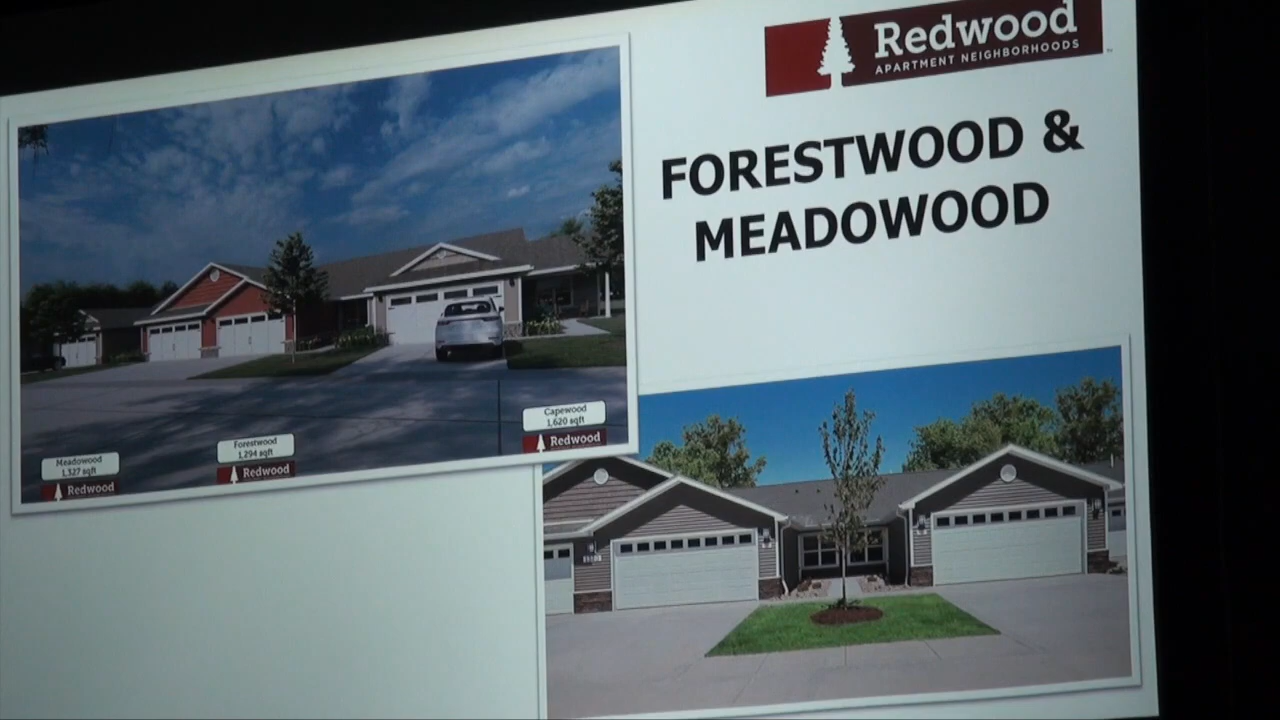 Redwood
APARTMENT NEIGHBORHOODS
FORESTWOOD &
MEADOWOOD
Meadowood
1,327 sqft
Redwood
Forestwood
1,294 sqft
Redwood
Capewood
1,620 sqft
Redwood